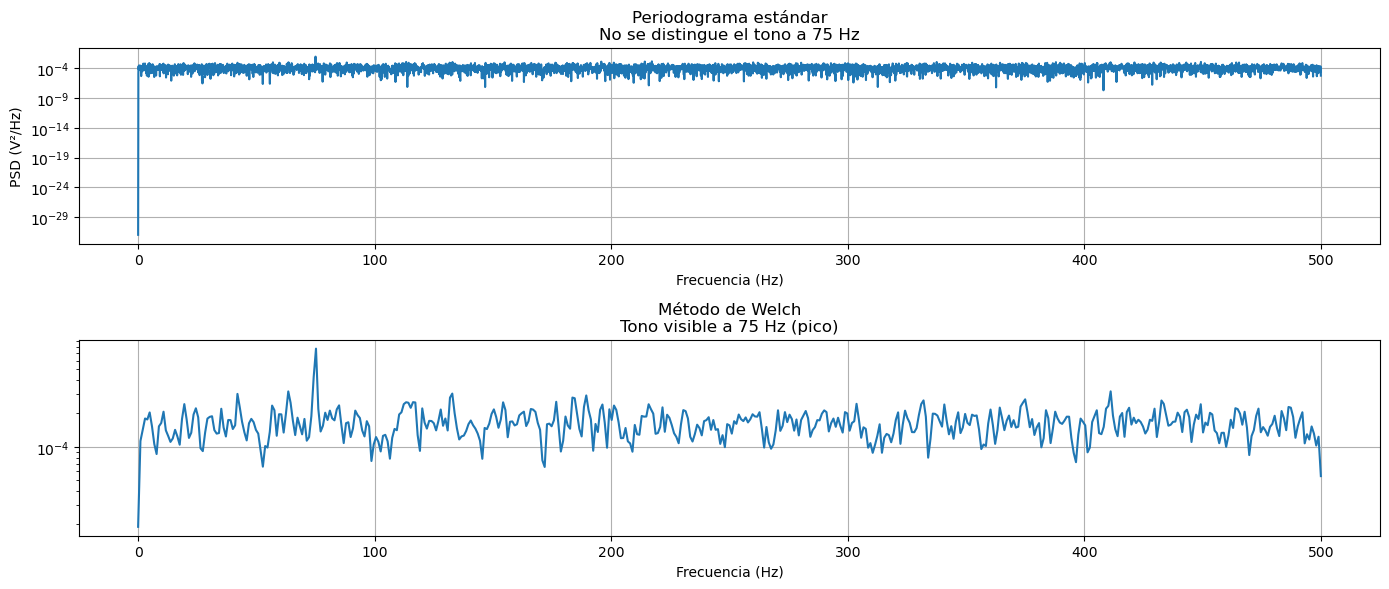 Periodograma estándar
No se distingue el tono a 75 Hz
PSD (V²/Hz)
10⁻⁴
10⁻⁹
10⁻¹⁴
10⁻¹⁹
10⁻²⁴
10⁻²⁹
0 100 200 300 400 500
Frecuencia (Hz)
Método de Welch
Tono visible a 75 Hz (pico)
10⁻⁴
0 100 200 300 400 500
Frecuencia (Hz)